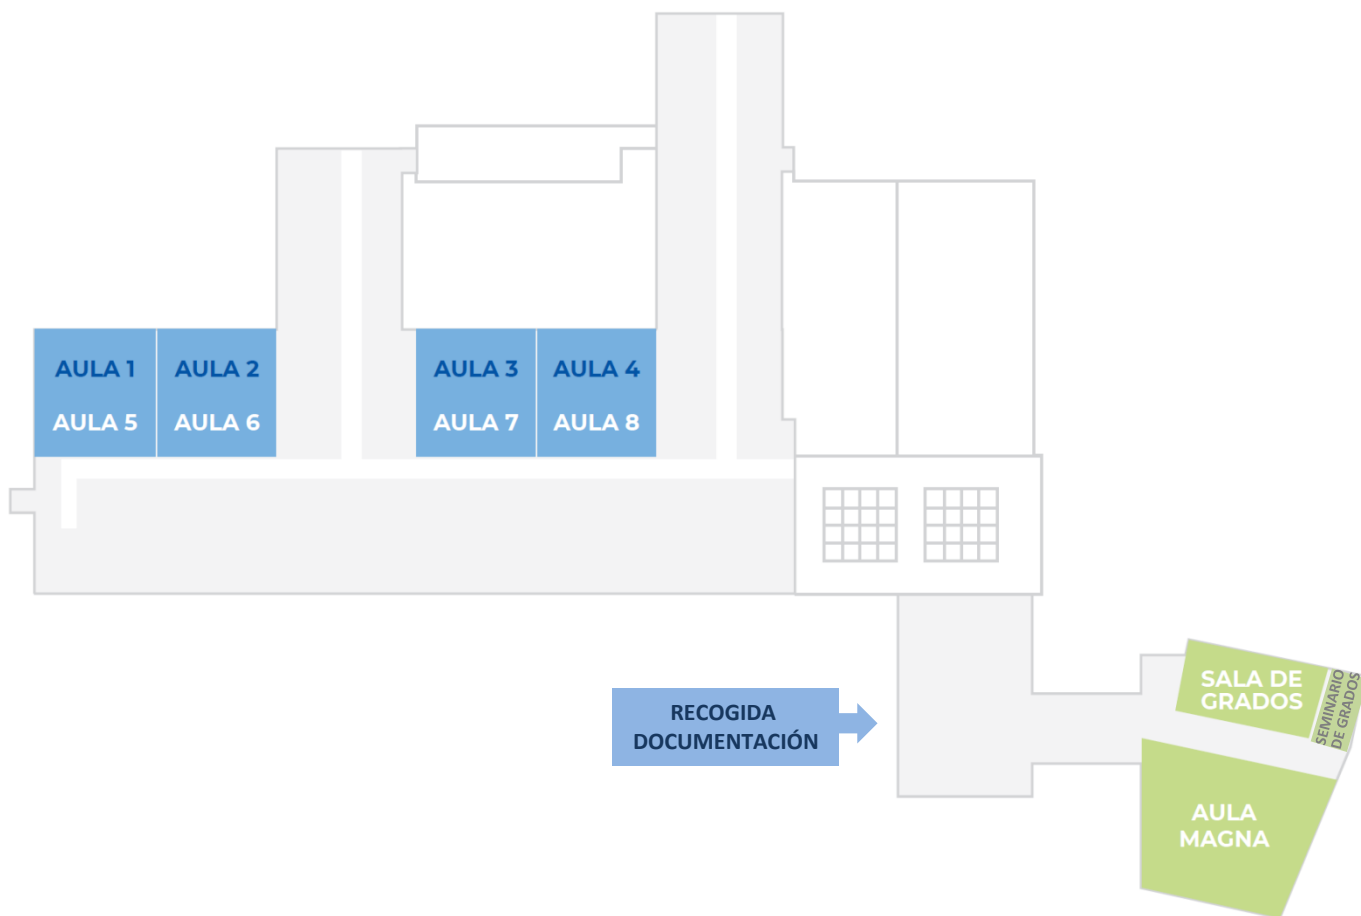 AULA 1
AULA 5
AULA 2
AULA 6
AULA 3
AULA 7
AULA 4
AULA 8
RECOGIDA
DOCUMENTACIÓN
SALA DE
GRADOS
SEMINARIO
DE GRADOS
AULA
MAGNA